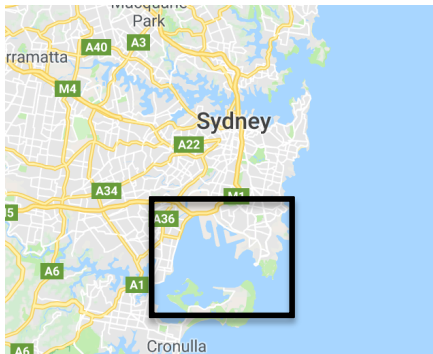 Macquarie
Park
A40
A3
rramatta
M4
Sydney
A22
A34
M1
5
A36
A6
A1
A6
Cronulla